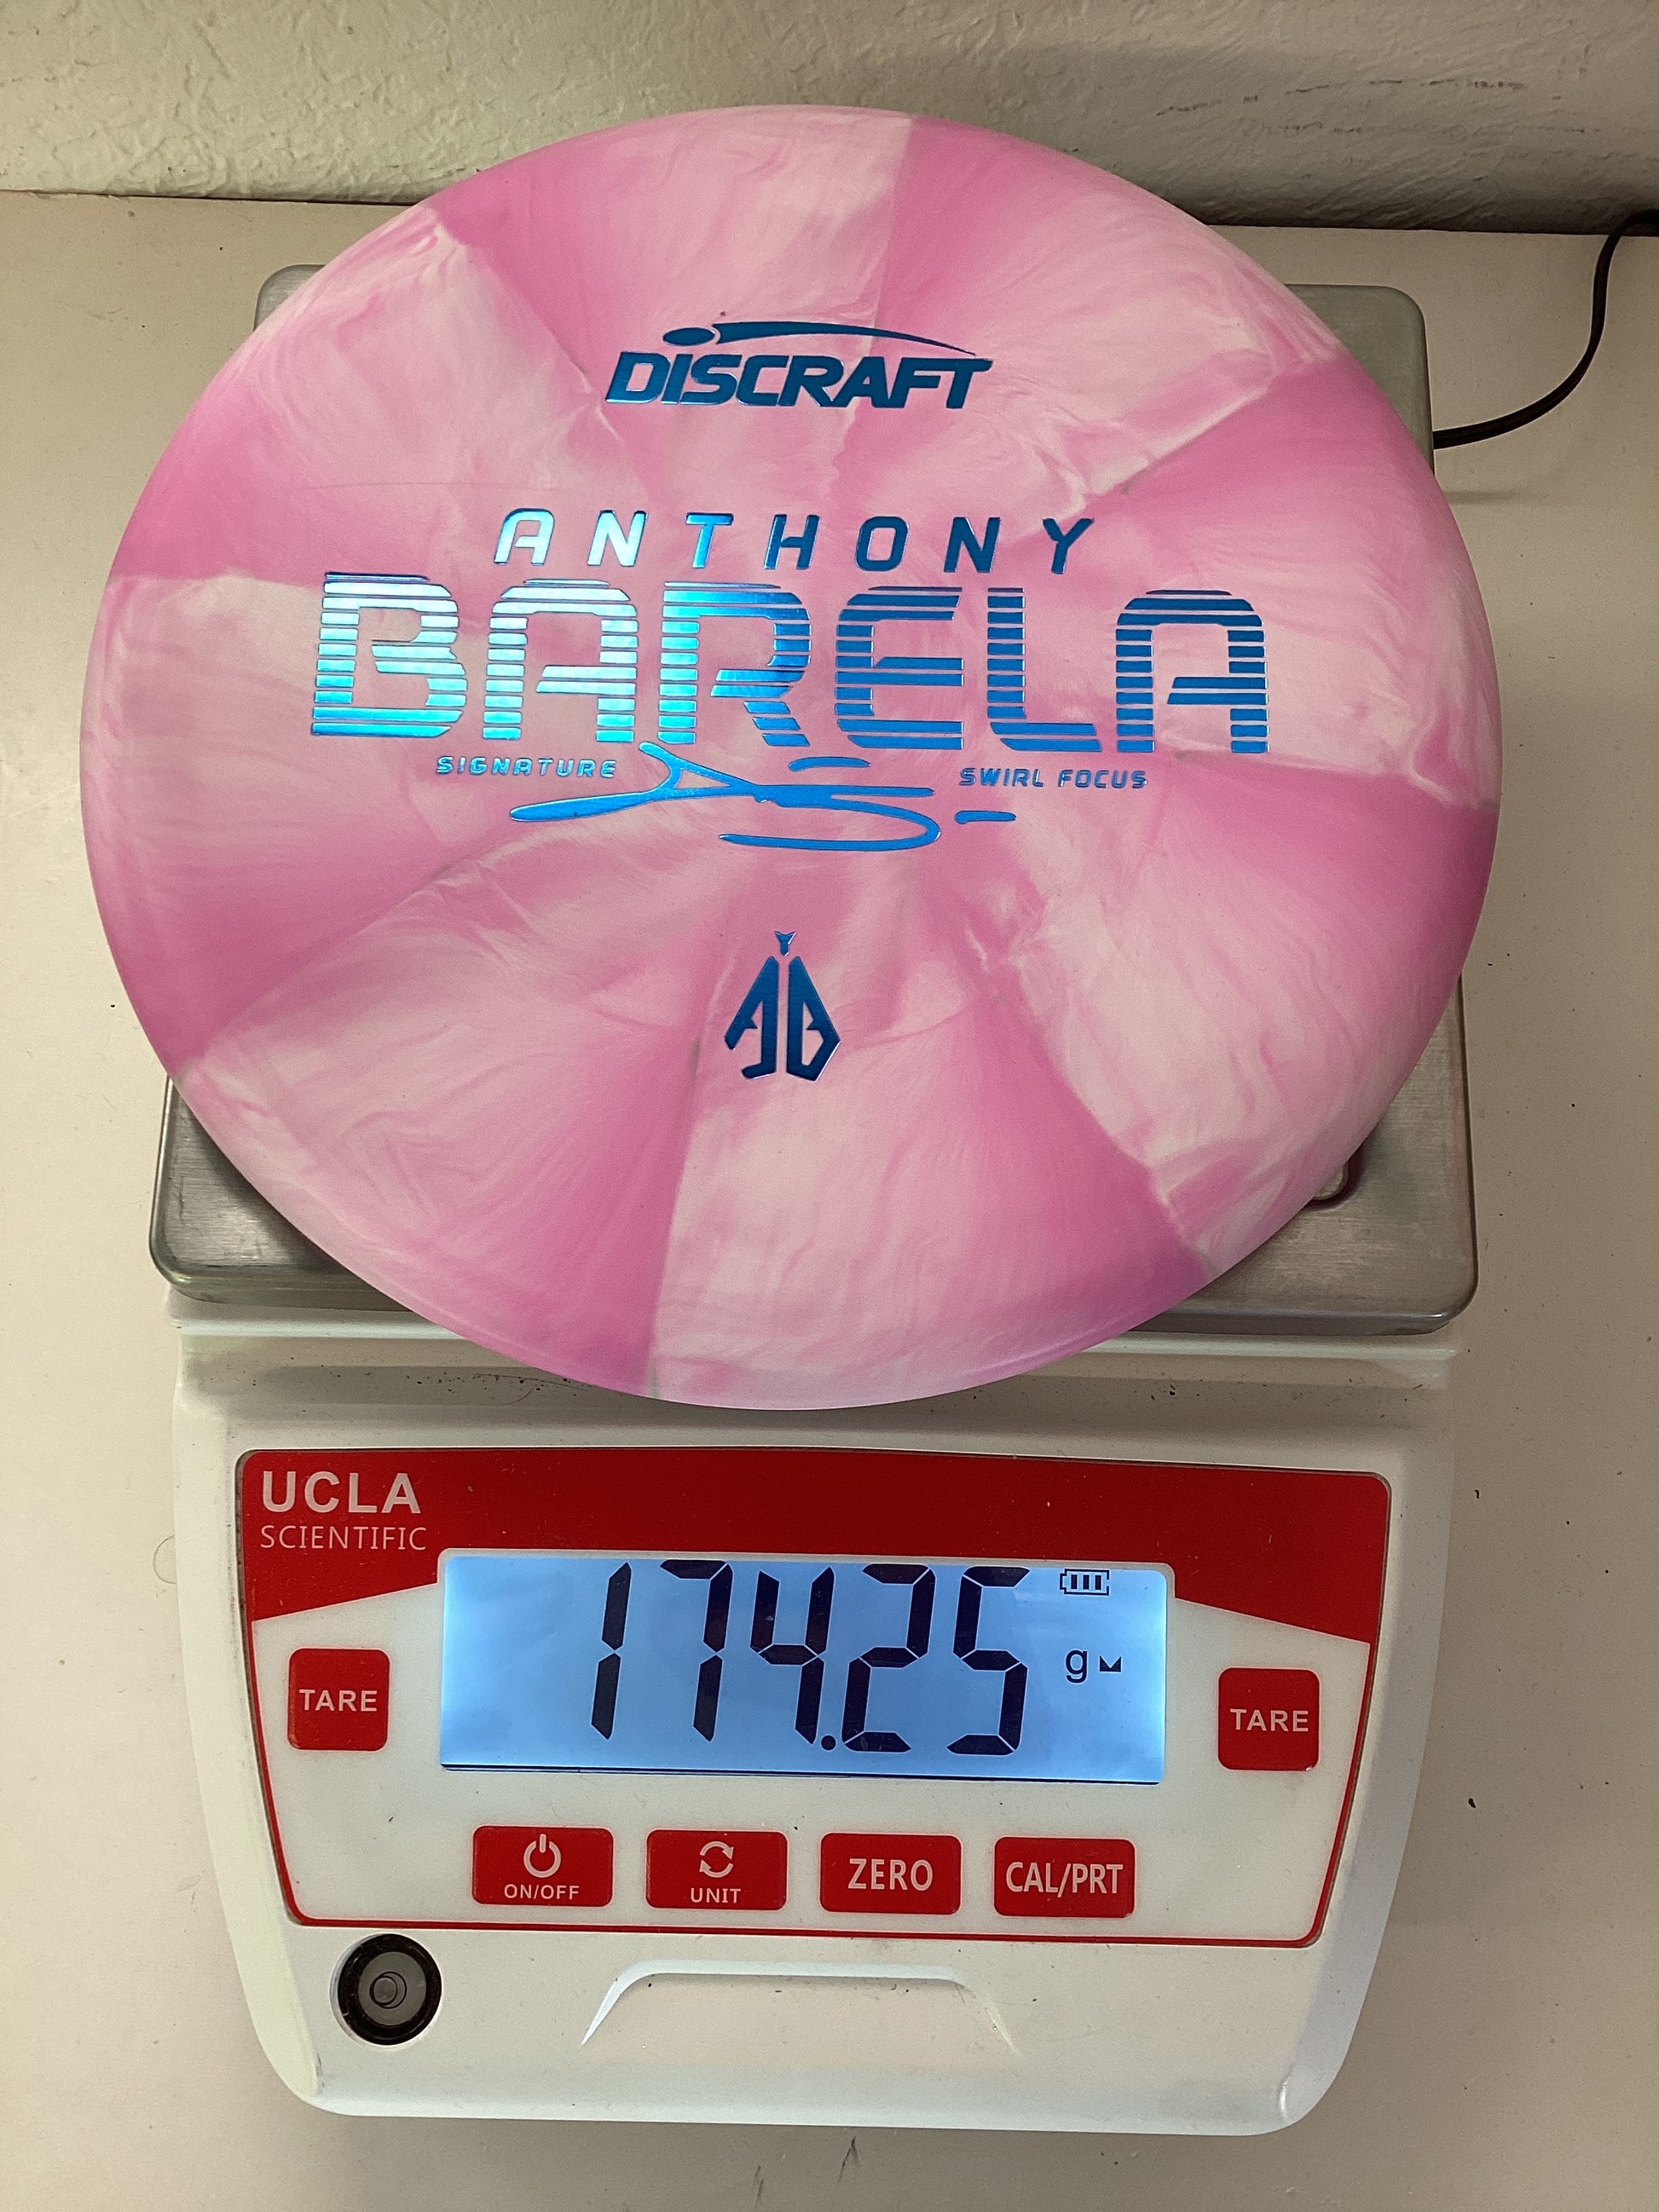 DISCRAFT
ANTHONY
BARELA
SIGNATURE SWIRL FOCUS
AB
UCLA
SCIENTIFIC
174.25 g
TARE TARE
ON/OFF UNIT ZERO CAL/PRT